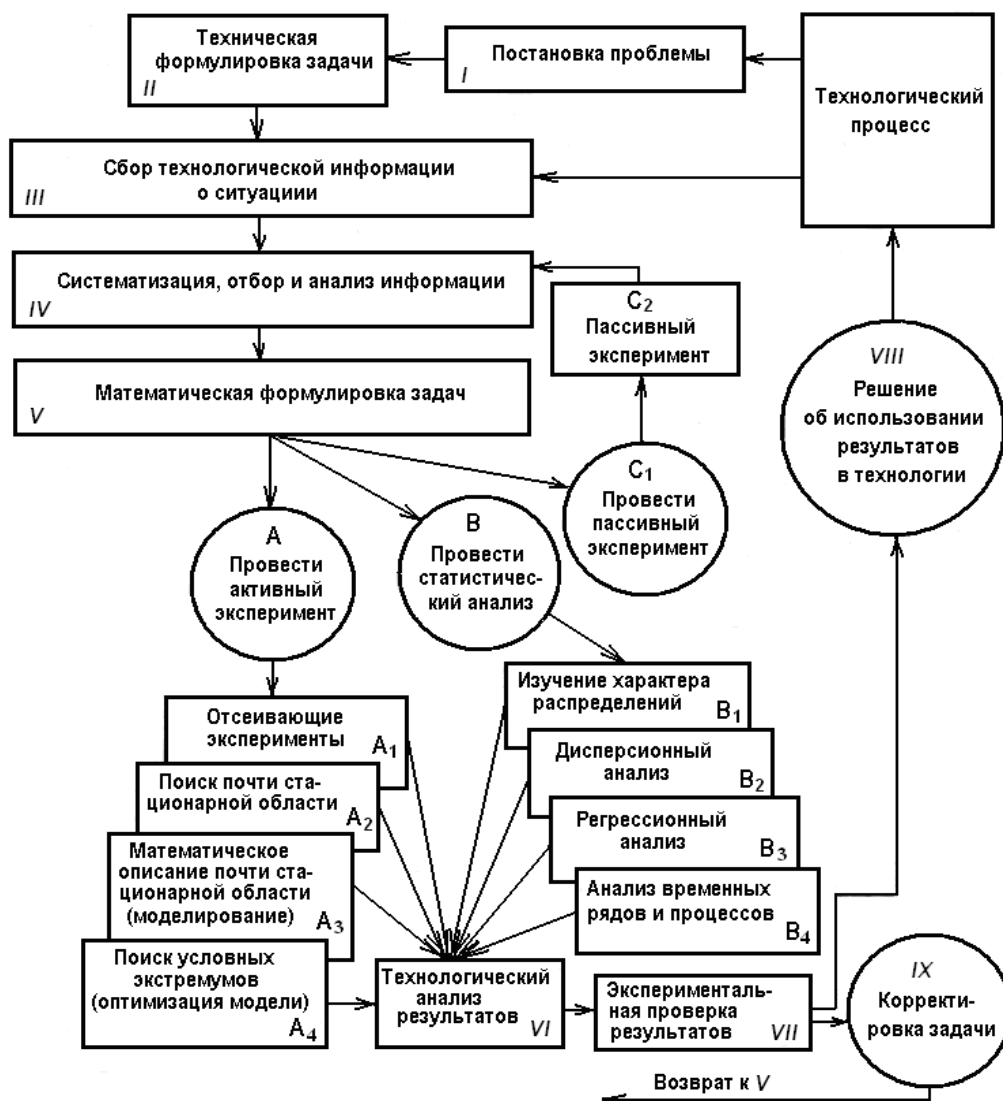 Техническая
формулировка задачи
II
Постановка проблемы
I
Технологический
процесс
Сбор технологической информации
о ситуациии
III
Систематизация, отбор и анализ информации
IV
C2
Пассивный
эксперимент
Математическая формулировка задач
V
VIII
Решение
об использовании
результатов
в технологии
A
Провести
активный
эксперимент
B
Провести
статистичес-
кий анализ
C1
Провести
пассивный
эксперимент
Отсеивающие
эксперименты
A1
Поиск почти ста-
ционарной области
A2
Математическое
описание почти ста-
ционарной области
(моделирование)
A3
Поиск условных
экстремумов
(оптимизация модели)
A4
Изучение характера
распределений
B1
Дисперсионный
анализ
B2
Регрессионный
анализ
B3
Анализ временных
рядов и процессов
B4
Технологический
анализ
результатов
VI
Эксперименталь-
ная проверка
результатов
VII
IX
Корректи-
ровка задачи
Возврат к V